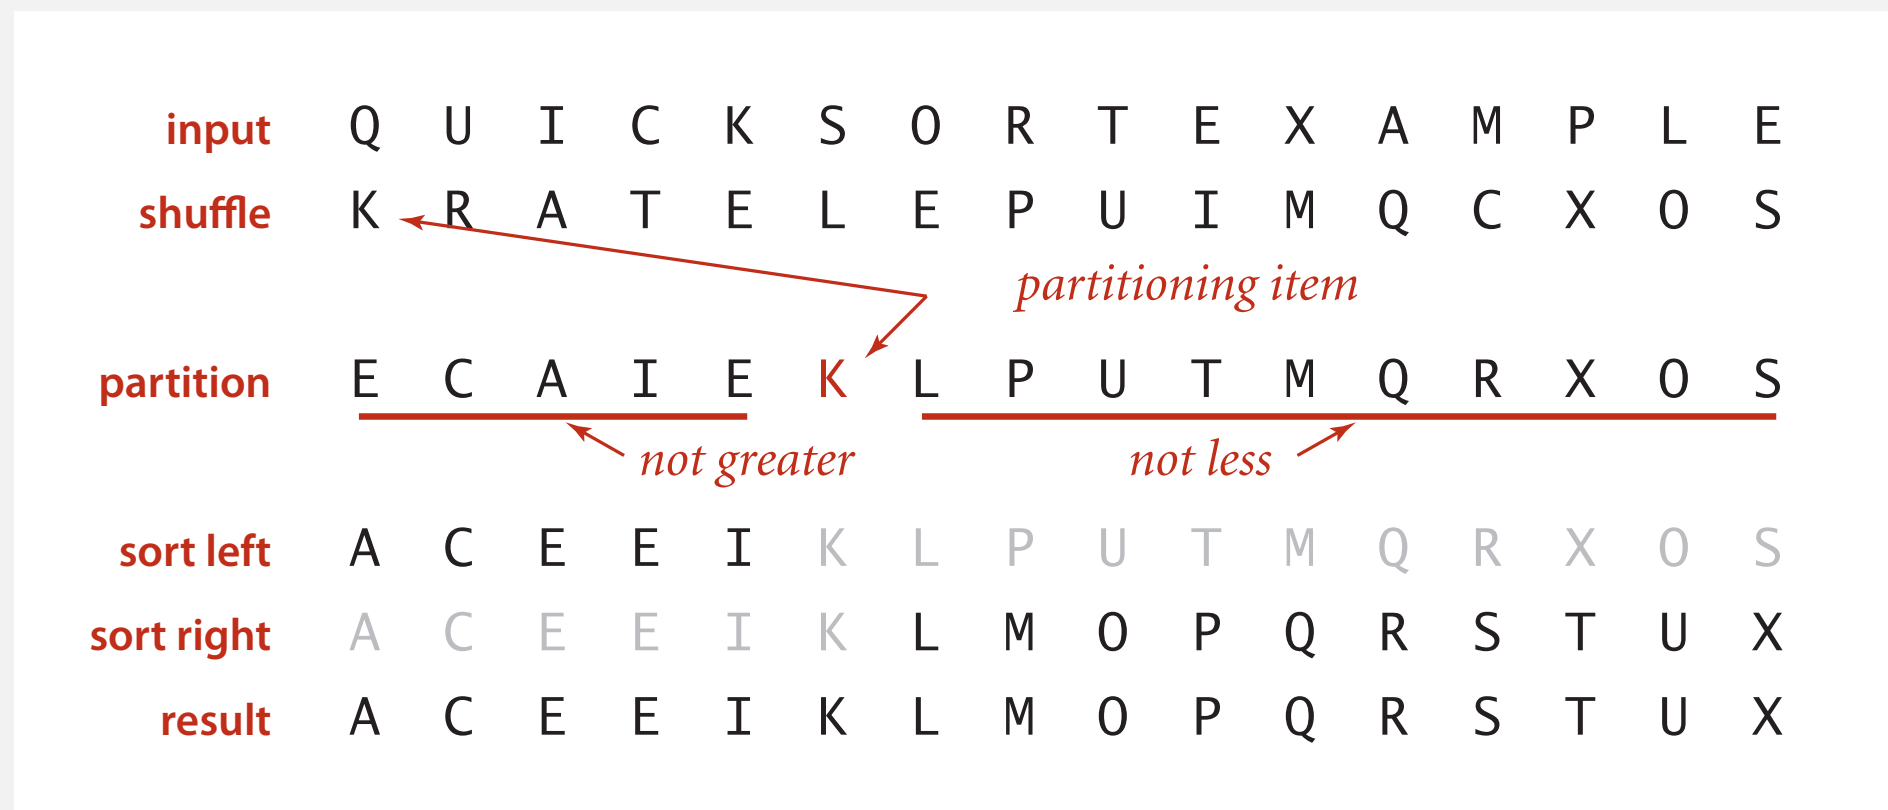 input Q U I C K S O R T E X A M P L E
shuffle K R A T E L E P U I M Q C X O S
partitioning item
partition E C A I E K L P U T M Q R X O S
not greater not less
sort left A C E E I K L P U T M Q R X O S
sort right A C E E I K L M O P Q R S T U X
result A C E E I K L M O P Q R S T U X